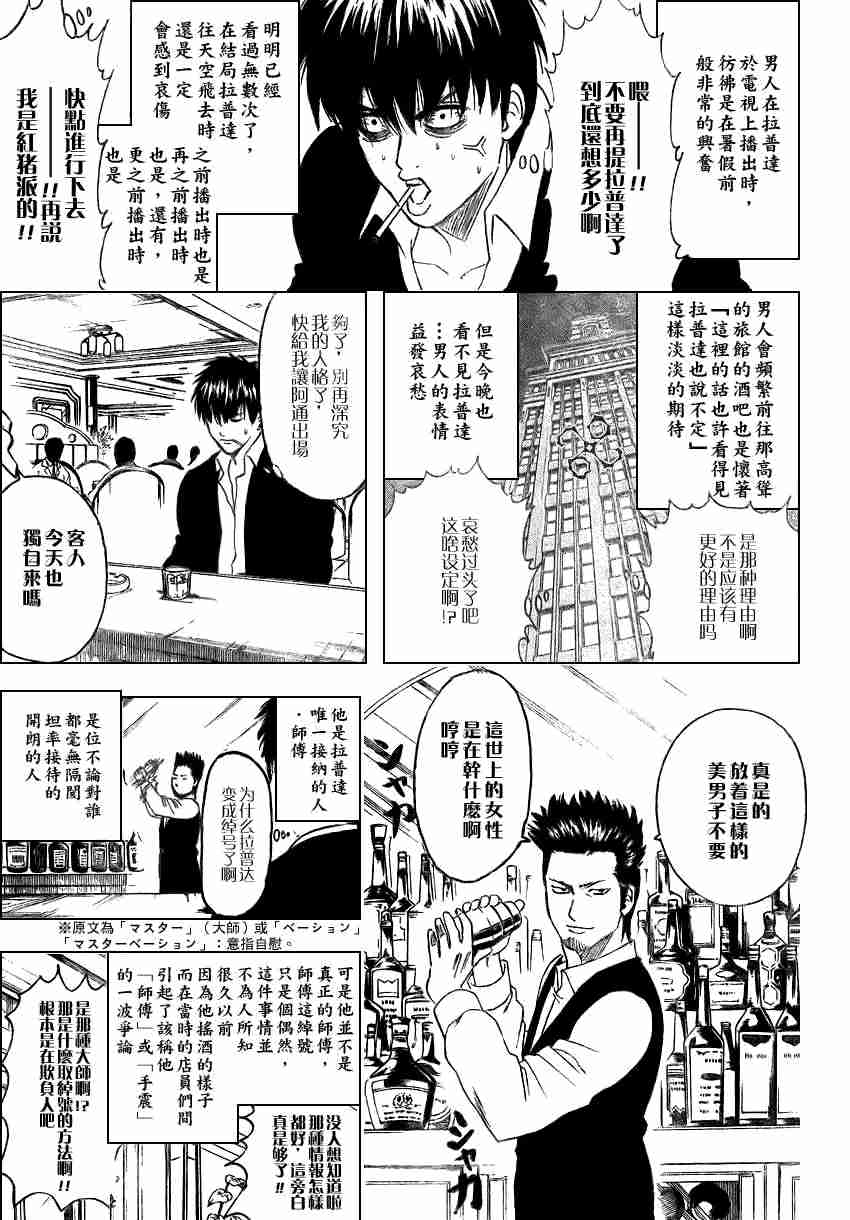 男人在拉普達
於電視上播出時，
彷彿是在暑假前
般非常的興奮
喂——!!
不要再提拉普達了
到底還想多少啊
明明已經
看過無數次了，
在結局拉普達
往天空飛去時
還是一定
會感到哀傷
之前播出時也是
再之前播出時
也是，還有，
更之前播出時
也是
快點進行下去
——!!再說
我是紅猪派的!!
男人會頻繁前往那高聳
的旅館的酒吧也是懷著
「這裡的話也許看得見
拉普達也說不定」
這樣淡淡的期待
是那种理由啊
不是应该有
更好的理由吗
但是今晚也
看不見拉普達
…男人的表情
益發哀愁
哀愁过头了吧
这啥设定啊!?
夠了，別再深究
我的人格了，
快給我讓阿通出場
客人
今天也
獨自來嗎
真是的
放着這樣的
美男子不要
這世上的女性
是在幹什麼啊
哼哼
シャカ
シャカ
他是拉普達
唯一接納的人
．師傅
为什么拉普达
变成绰号了啊
是位不論對誰
都毫無隔閡
坦率接待的
開朗的人
※原文為「マスター」（大師）或「ベーション」
「マスターベーション」：意指自慰。
可是他並不是
真正的師傅，
師傅這綽號
只是個偶然，
這件事情並
不為人所知
很久以前
因為他搖酒的樣子
而在當時的店員們間
引起了該稱他
「師傅」或「手震」
的一波爭論
没人想知道啦
那種情報怎樣
都好，這旁白
真是够了!!
是那種大師啊!?
那是什麼取綽號的方法啊!!
根本是在欺負人吧